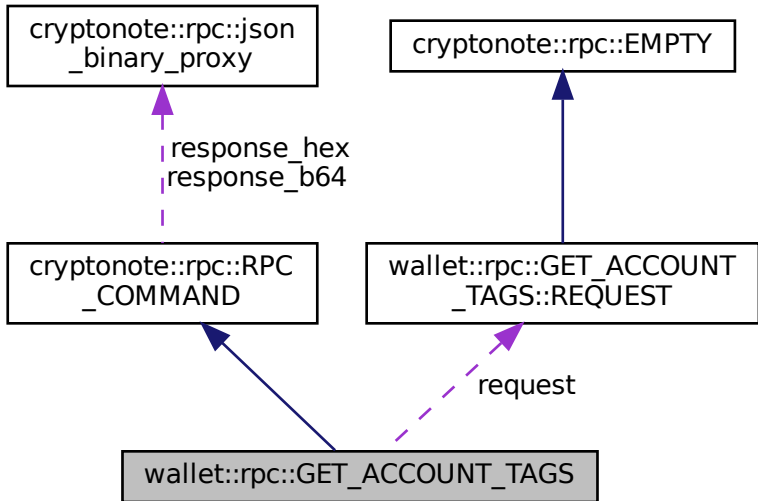 cryptonote::rpc::json
_binary_proxy
cryptonote::rpc::EMPTY
response_hex
response_b64
cryptonote::rpc::RPC
_COMMAND
wallet::rpc::GET_ACCOUNT
_TAGS::REQUEST
request
wallet::rpc::GET_ACCOUNT_TAGS